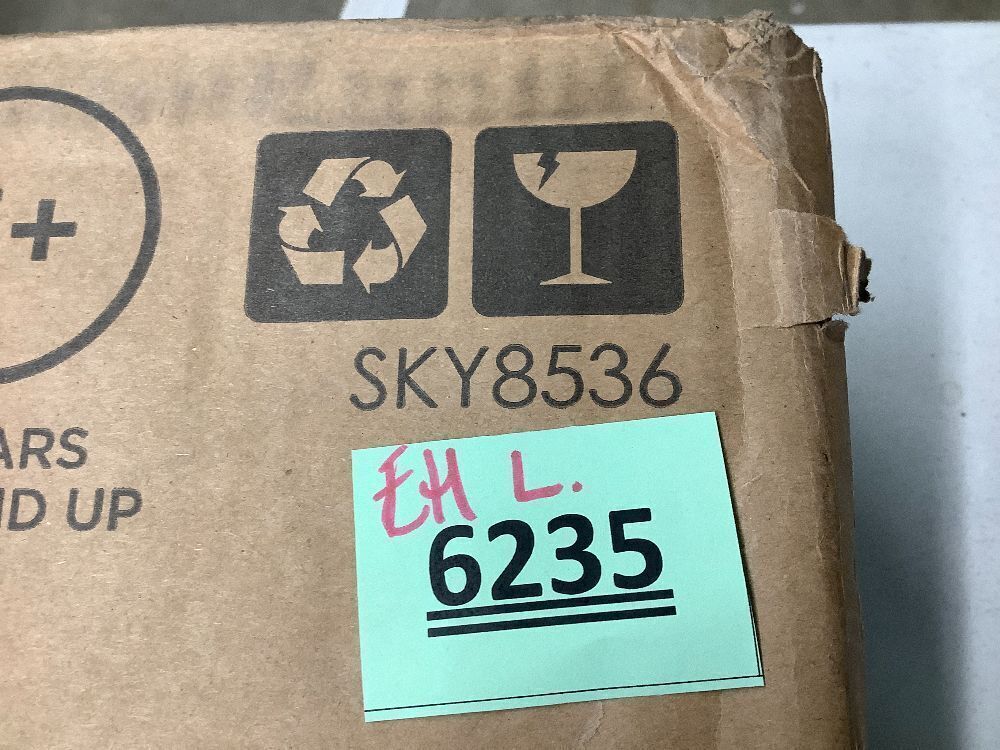 +
SKY8536
ARS
ND UP
EH L.
6235